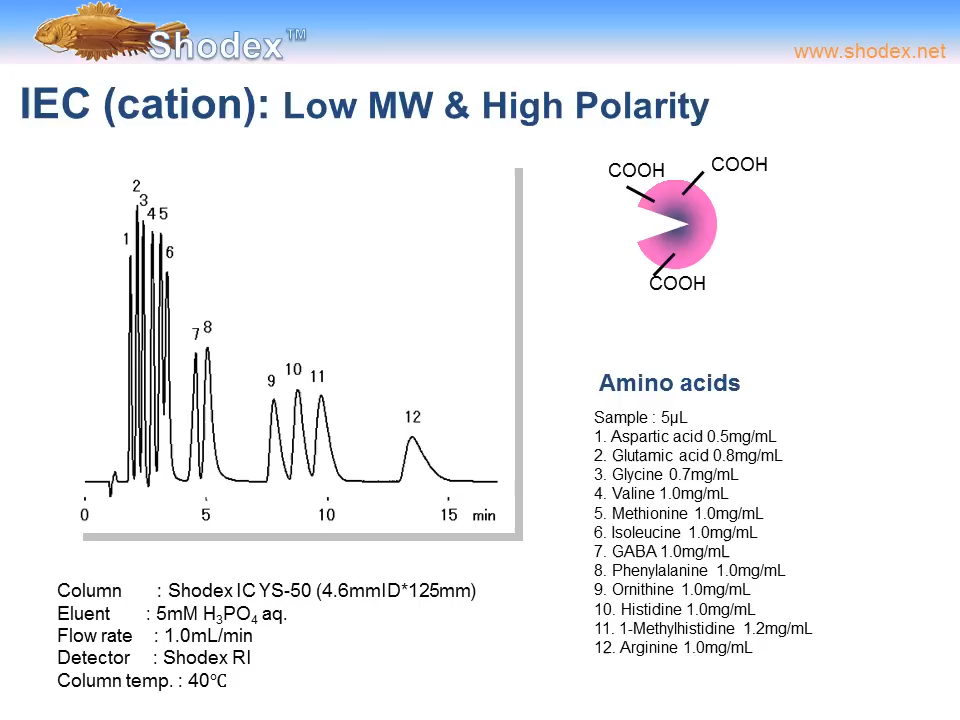 Shodex™
www.shodex.net
IEC (cation): Low MW & High Polarity
COOH
COOH
COOH
2
3
4 5
1
6
7 8
9 10 11
12
0 5 10 15 min
Amino acids
Sample : 5μL
1. Aspartic acid 0.5mg/mL
2. Glutamic acid 0.8mg/mL
3. Glycine 0.7mg/mL
4. Valine 1.0mg/mL
5. Methionine 1.0mg/mL
6. Isoleucine 1.0mg/mL
7. GABA 1.0mg/mL
8. Phenylalanine 1.0mg/mL
9. Ornithine 1.0mg/mL
10. Histidine 1.0mg/mL
11. 1-Methylhistidine 1.2mg/mL
12. Arginine 1.0mg/mL
Column : Shodex IC YS-50 (4.6mmID*125mm)
Eluent : 5mM H₃PO₄ aq.
Flow rate : 1.0mL/min
Detector : Shodex RI
Column temp. : 40℃